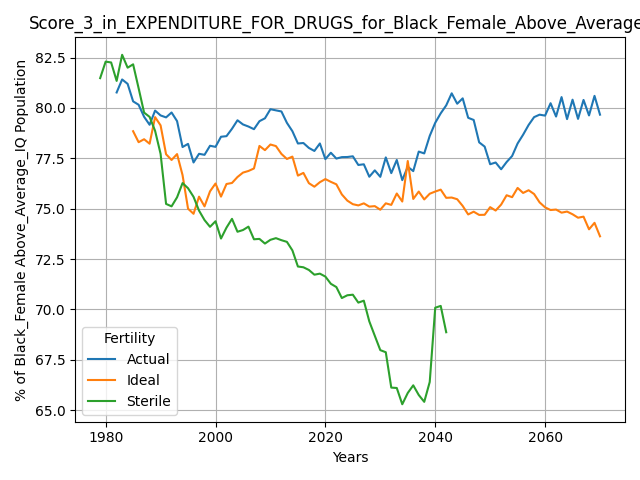 Score_3_in_EXPENDITURE_FOR_DRUGS_for_Black_Female_Above_Average
% of Black_Female Above_Average_IQ Population
82.5
80.0
77.5
75.0
72.5
70.0
67.5
65.0
Fertility
Actual
Ideal
Sterile
1980 2000 2020 2040 2060
Years